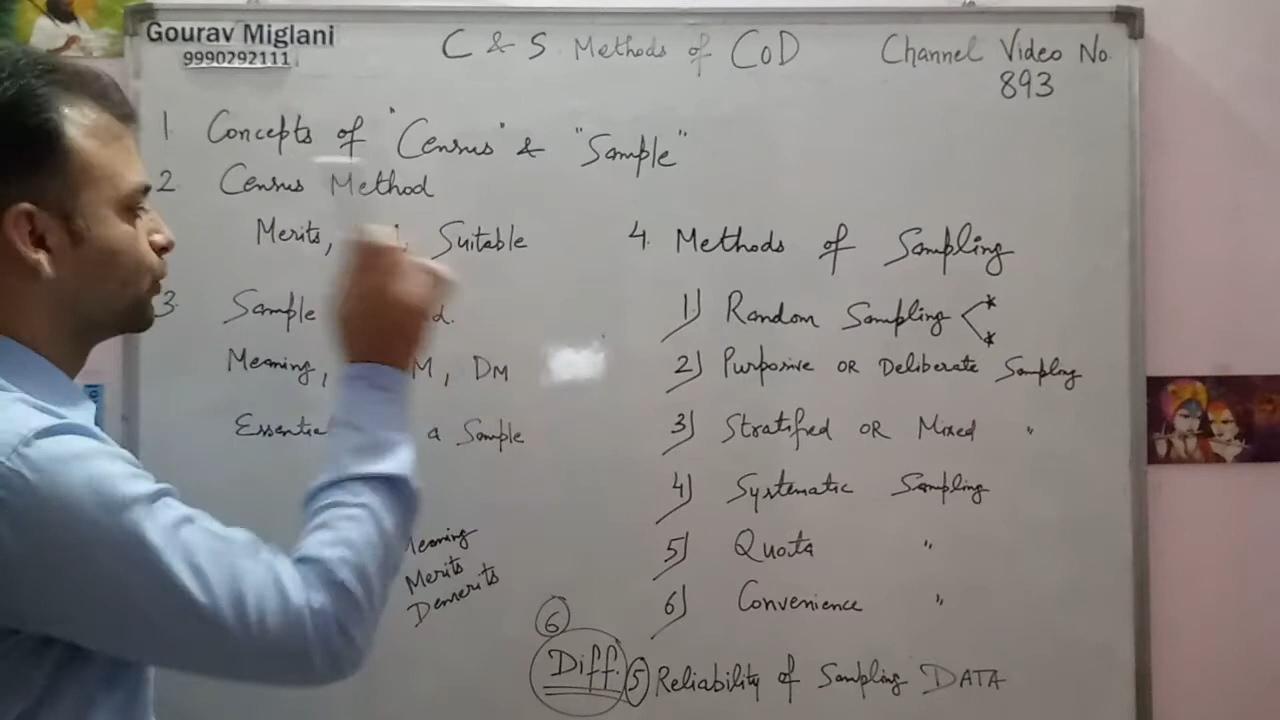 Gourav Miglani
9990292111
C & S Methods of COD
Channel Video No.
893
1. Concepts of "Census" & "Sample"
2. Census Method
Merits, Suitable
3. Sample d.
Meaning, M, DM
a Sample
Meaning
Merits
Demerits
4. Methods of Sampling
1) Random Sampling < * *
2) Purposive OR Deliberate Sampling
3) Stratified OR Mixed "
4) Systematic Sampling
5) Quota "
6) Convenience "
6 Diff.
5 Reliability of Sampling DATA